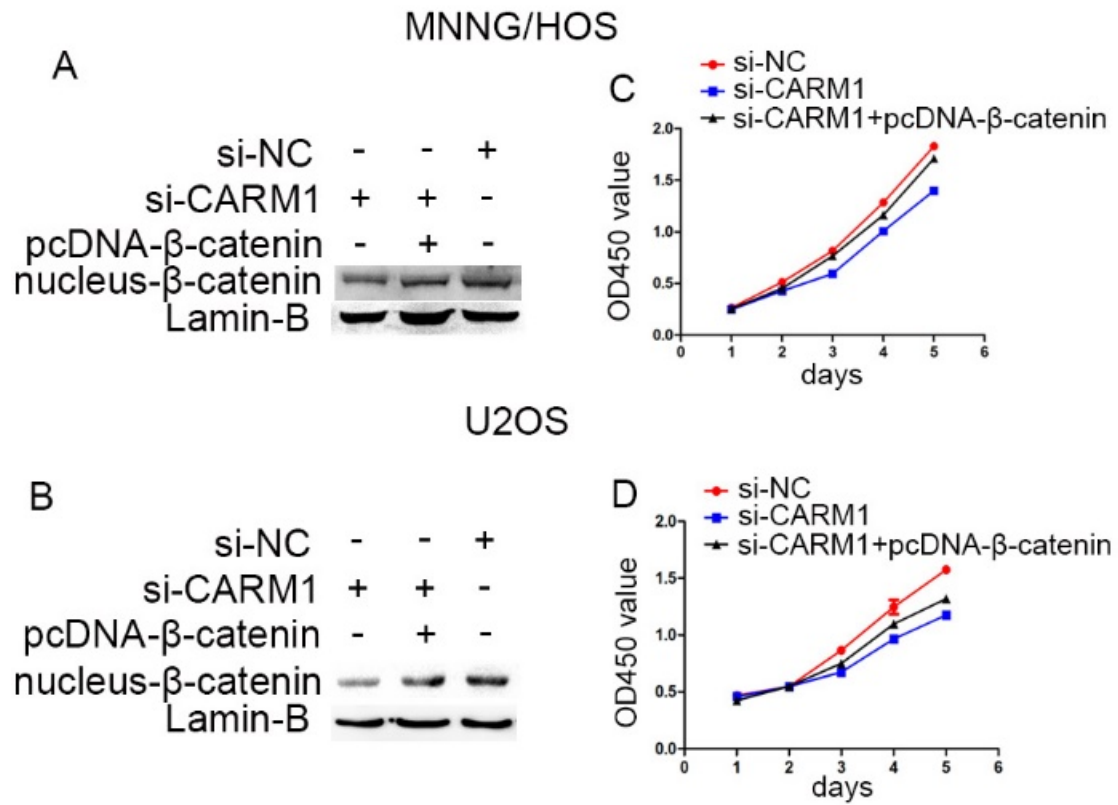 MNNG/HOS
A
si-NC - - +
si-CARM1 + + -
pcDNA-β-catenin - + -
nucleus-β-catenin
Lamin-B
C
si-NC
si-CARM1
si-CARM1+pcDNA-β-catenin
OD450 value
2.0
1.5
1.0
0.5
0.0
0 1 2 3 4 5 6
days
U2OS
B
si-NC - - +
si-CARM1 + + -
pcDNA-β-catenin - + -
nucleus-β-catenin
Lamin-B
D
si-NC
si-CARM1
si-CARM1+pcDNA-β-catenin
OD450 value
2.0
1.5
1.0
0.5
0.0
0 1 2 3 4 5 6
days